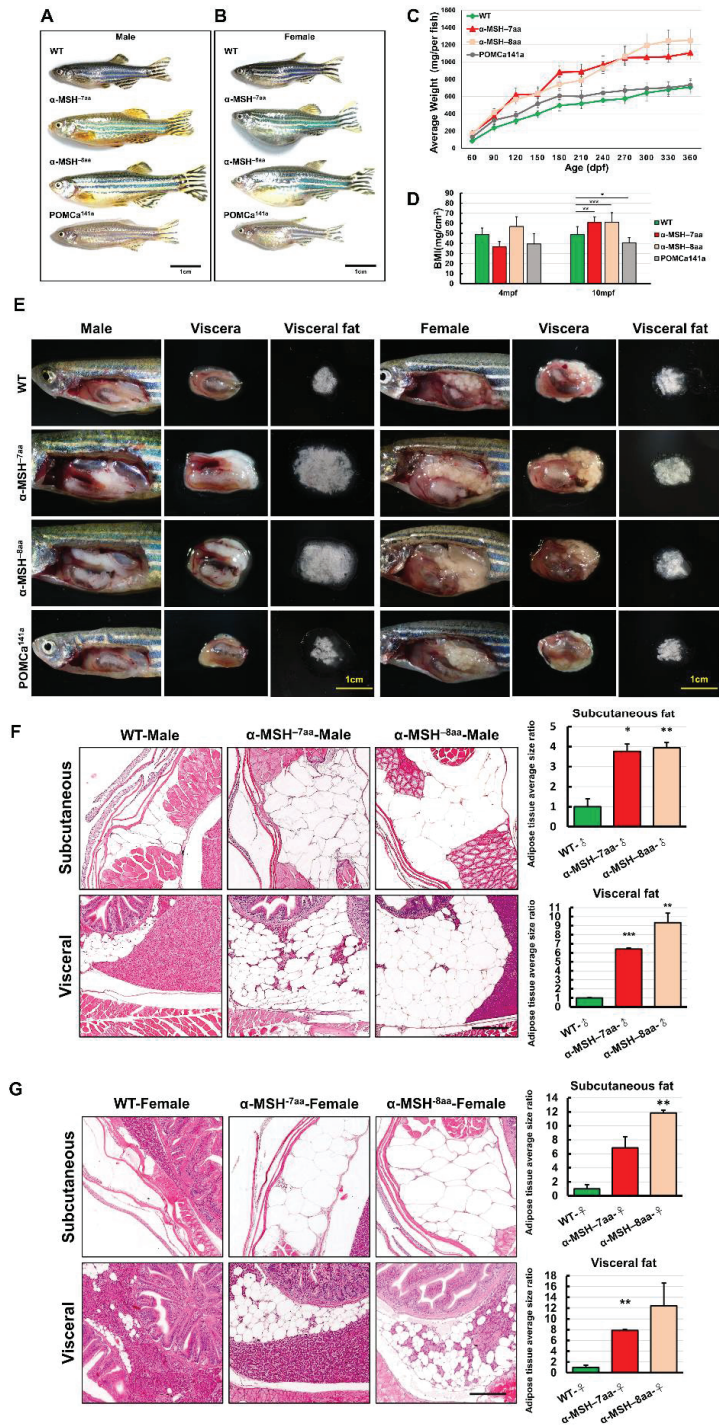 A
Male
WT
α-MSH⁻⁷ᵃᵃ
α-MSH⁻⁸ᵃᵃ
POMCa¹⁴¹ᵃ
1cm
B
Female
WT
α-MSH⁻⁷ᵃᵃ
α-MSH⁻⁸ᵃᵃ
POMCa¹⁴¹ᵃ
1cm
C
Average Weight (mg/per fish)
1600
1400
1200
1000
800
600
400
200
0
60 90 120 150 180 210 240 270 300 330 360
Age (dpf)
WT
α-MSH−7aa
α-MSH−8aa
POMCa141a
D
BMI(mg/cm²)
90
80
70
60
50
40
30
20
10
0
* 
***
**
4mpf 10mpf
WT
α-MSH−7aa
α-MSH−8aa
POMCa141a
E
Male Viscera Visceral fat Female Viscera Visceral fat
WT
α-MSH⁻⁷ᵃᵃ
α-MSH⁻⁸ᵃᵃ
POMCa¹⁴¹ᵃ
1cm 1cm
F
WT-Male α-MSH⁻⁷ᵃᵃ-Male α-MSH⁻⁸ᵃᵃ-Male
Subcutaneous
Visceral
Subcutaneous fat
Adipose tissue average size ratio
5
4
3
2
1
0
* **
WT-♂ α-MSH−7aa-♂ α-MSH−8aa-♂
Visceral fat
Adipose tissue average size ratio
11
10
9
8
7
6
5
4
3
2
1
0
*** **
WT-♂ α-MSH−7aa-♂ α-MSH−8aa-♂
G
WT-Female α-MSH⁻⁷ᵃᵃ-Female α-MSH⁻⁸ᵃᵃ-Female
Subcutaneous
Visceral
Subcutaneous fat
Adipose tissue average size ratio
14
12
10
8
6
4
2
0
**
WT-♀ α-MSH−7aa-♀ α-MSH−8aa-♀
Visceral fat
Adipose tissue average size ratio
18
16
14
12
10
8
6
4
2
0
**
WT-♀ α-MSH−7aa-♀ α-MSH−8aa-♀